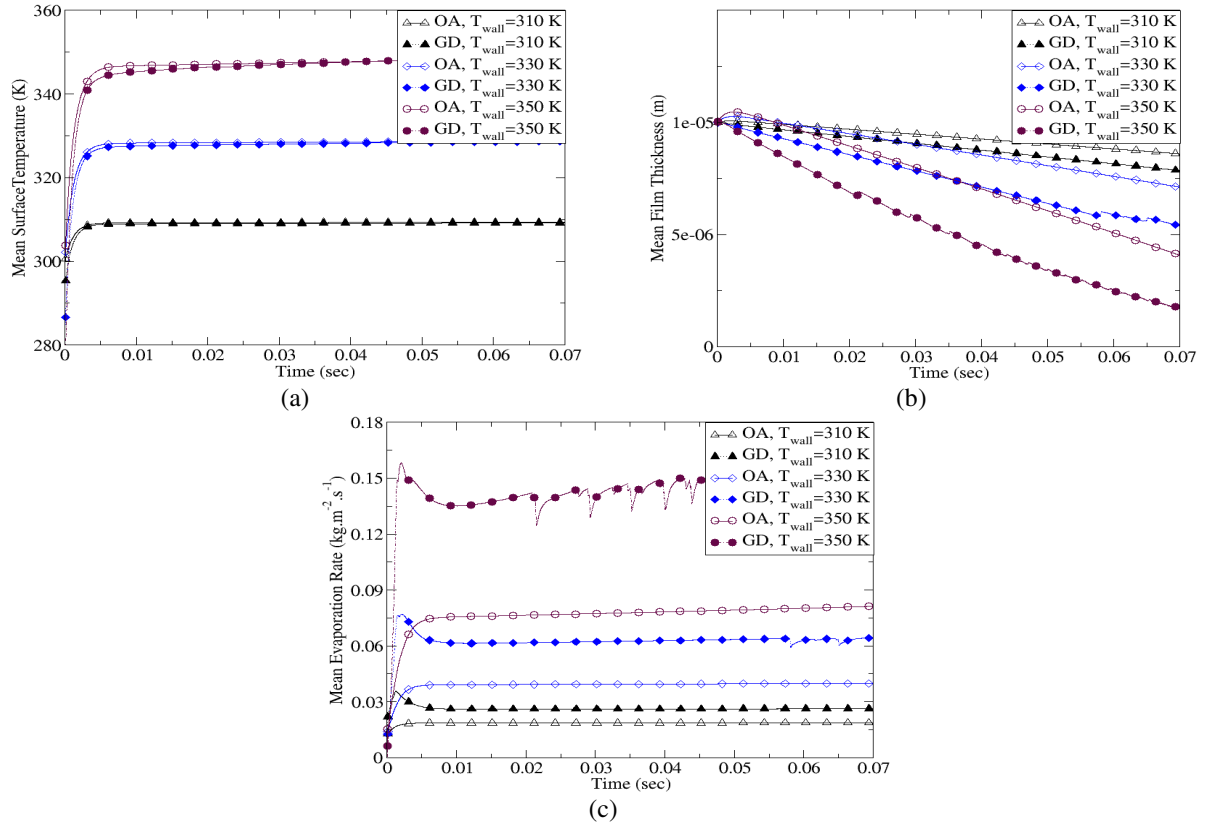 360
340
320
300
280
Mean SurfaceTemperature (K)
0
0.01
0.02
0.03
0.04
0.05
0.06
0.07
Time (sec)
OA, T_wall=310 K
GD, T_wall=310 K
OA, T_wall=330 K
GD, T_wall=330 K
OA, T_wall=350 K
GD, T_wall=350 K
(a)
1e-05
5e-06
0
Mean Film Thickness (m)
0
0.01
0.02
0.03
0.04
0.05
0.06
0.07
Time (sec)
OA, T_wall=310 K
GD, T_wall=310 K
OA, T_wall=330 K
GD, T_wall=330 K
OA, T_wall=350 K
GD, T_wall=350 K
(b)
0.18
0.15
0.12
0.09
0.06
0.03
0
Mean Evaporation Rate (kg.m⁻².s⁻¹)
0
0.01
0.02
0.03
0.04
0.05
0.06
0.07
Time (sec)
OA, T_wall=310 K
GD, T_wall=310 K
OA, T_wall=330 K
GD, T_wall=330 K
OA, T_wall=350 K
GD, T_wall=350 K
(c)